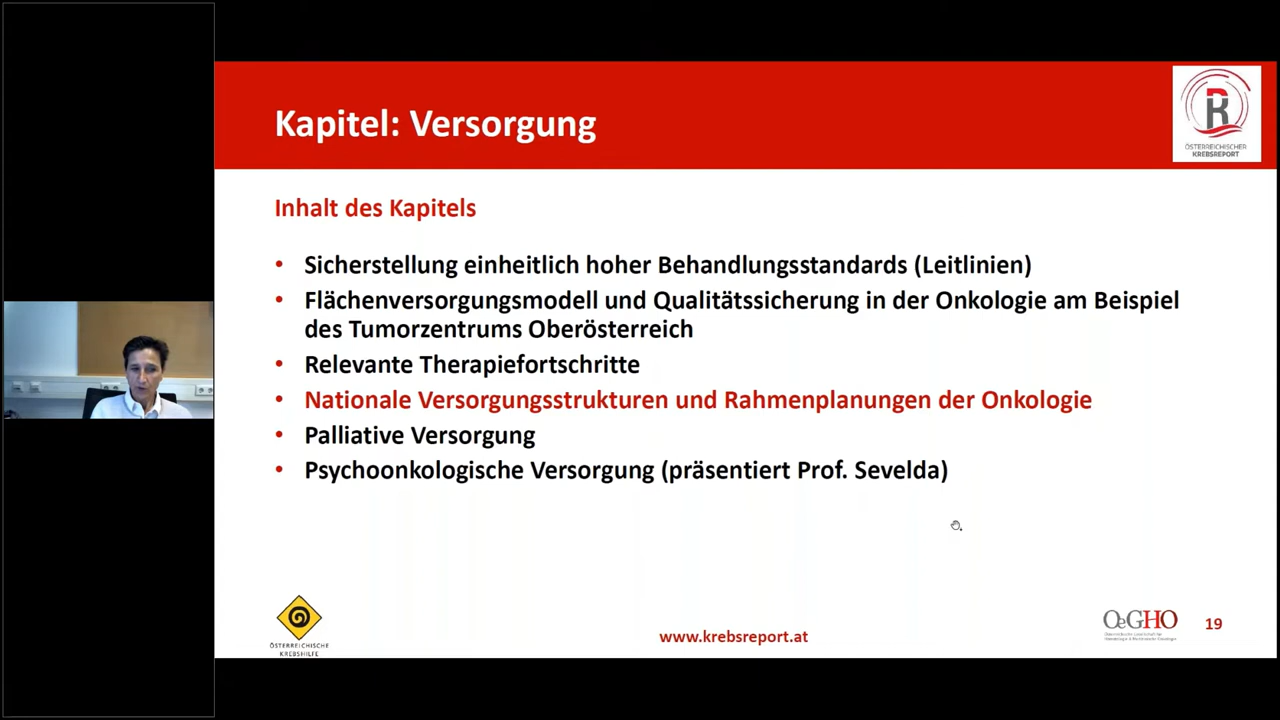 Kapitel: Versorgung
ÖSTERREICHISCHER
KREBSREPORT
Inhalt des Kapitels
• Sicherstellung einheitlich hoher Behandlungsstandards (Leitlinien)
• Flächenversorgungsmodell und Qualitätssicherung in der Onkologie am Beispiel
des Tumorzentrums Oberösterreich
• Relevante Therapiefortschritte
• Nationale Versorgungsstrukturen und Rahmenplanungen der Onkologie
• Palliative Versorgung
• Psychoonkologische Versorgung (präsentiert Prof. Sevelda)
ÖSTERREICHISCHE
KREBSHILFE
www.krebsreport.at
OeGHO
19